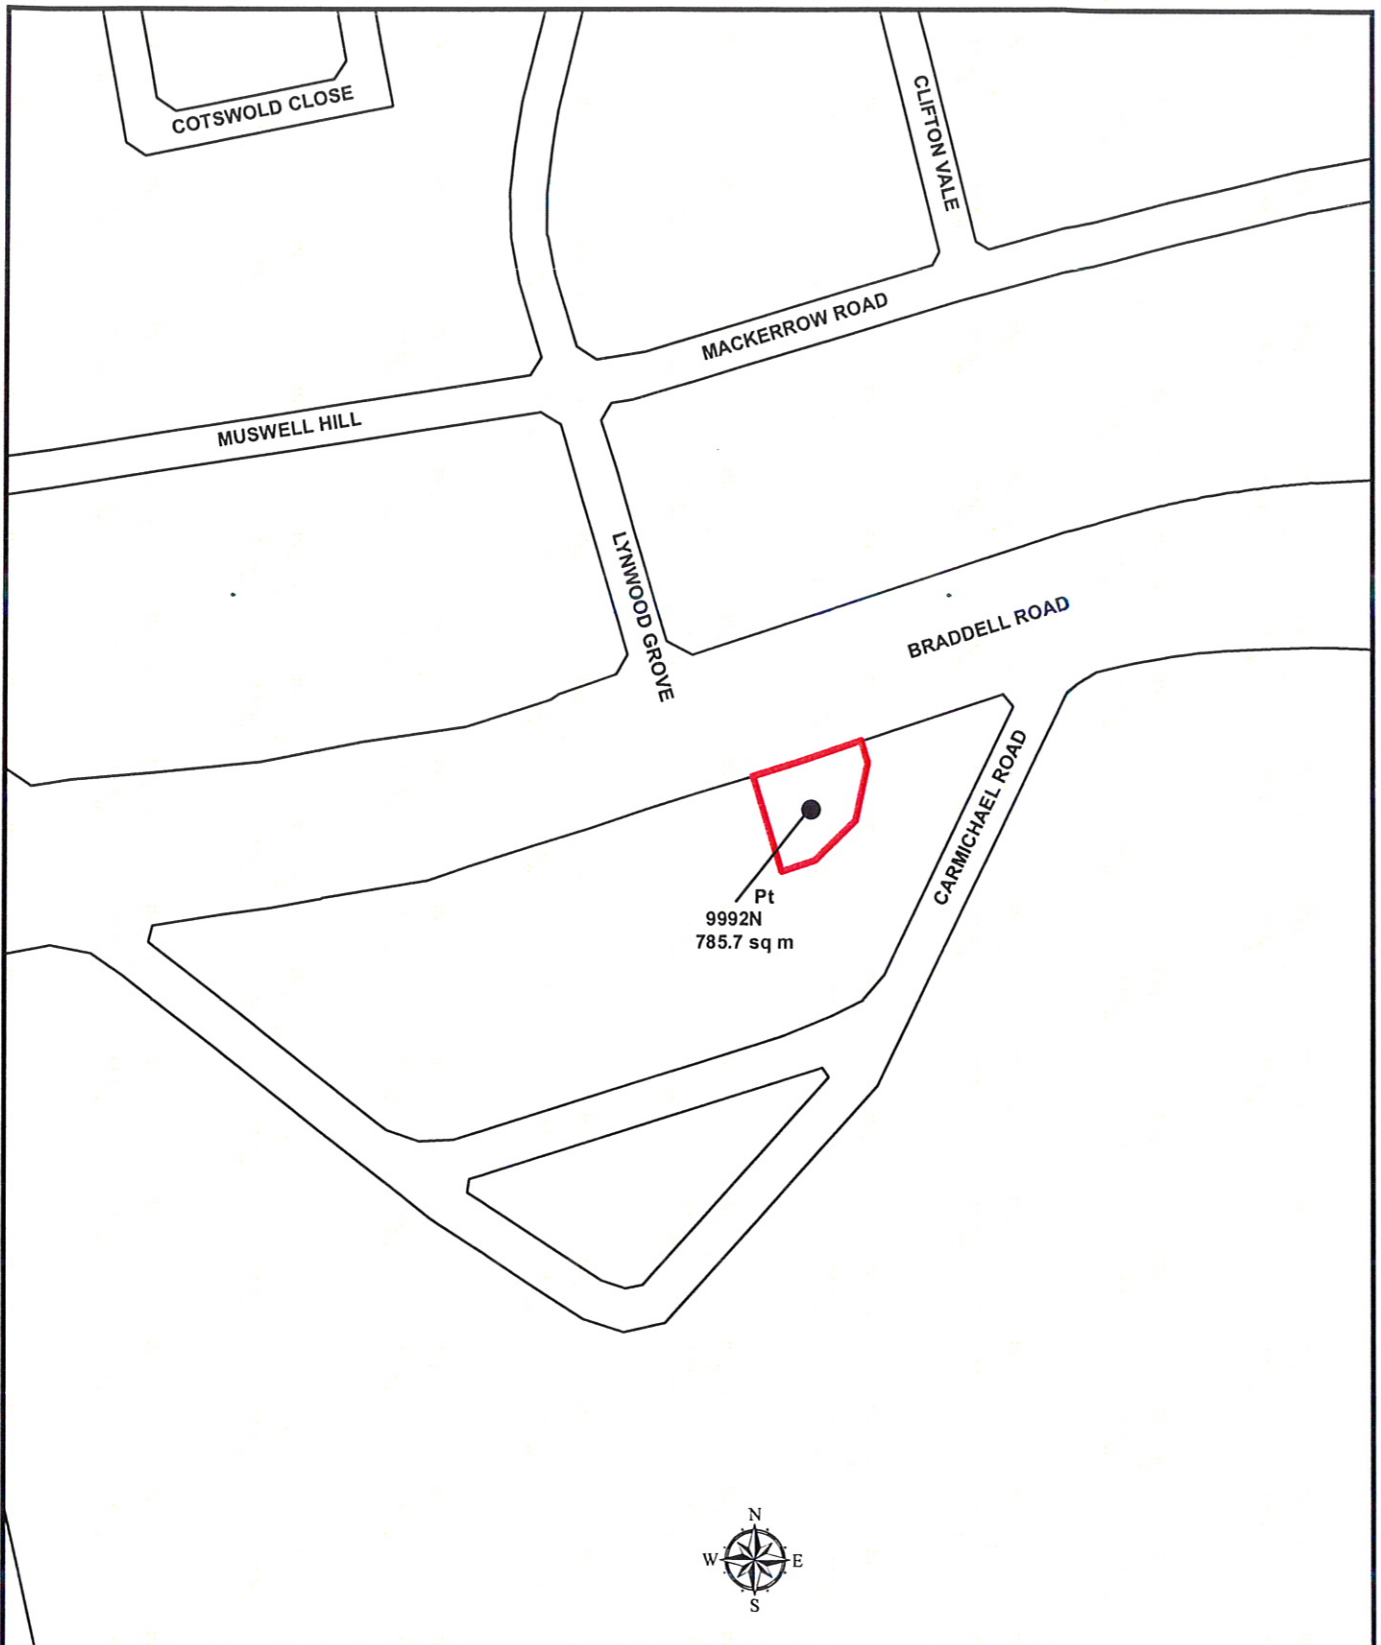 COTSWOLD CLOSE
CLIFTON VALE
MACKERROW ROAD
MUSWELL HILL
LYNWOOD GROVE
BRADDELL ROAD
CARMICHAEL ROAD
Pt
9992N
785.7 sq m
N
W E
S